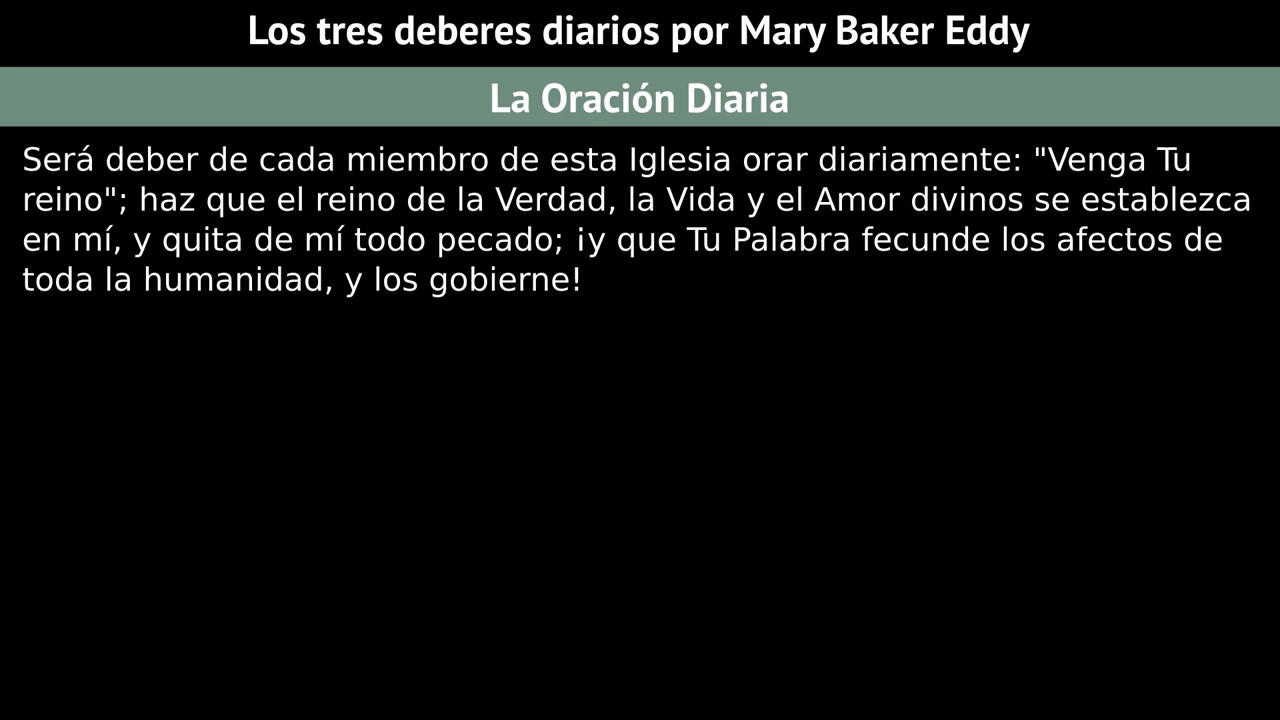 Los tres deberes diarios por Mary Baker Eddy
La Oración Diaria
Será deber de cada miembro de esta Iglesia orar diariamente: "Venga Tu
reino"; haz que el reino de la Verdad, la Vida y el Amor divinos se establezca
en mí, y quita de mí todo pecado; ¡y que Tu Palabra fecunde los afectos de
toda la humanidad, y los gobierne!